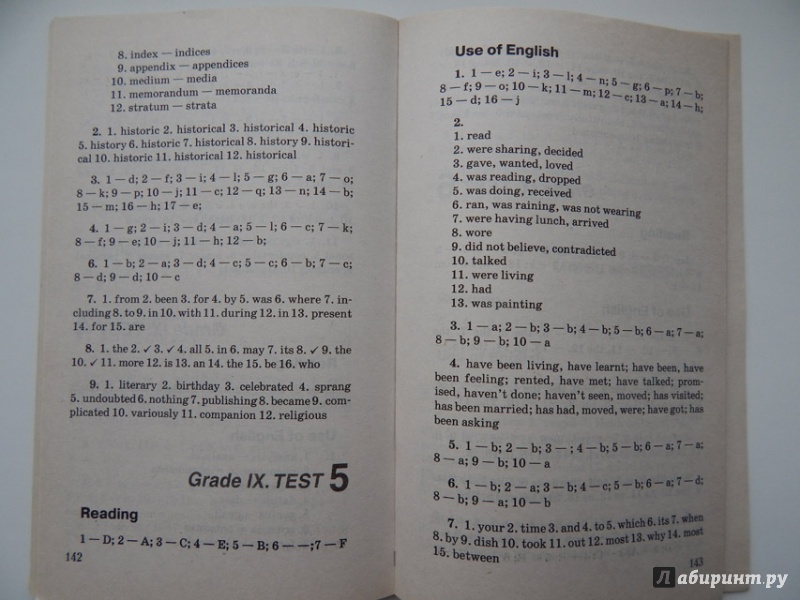 8. index — indices
9. appendix — appendices
10. medium — media
11. memorandum — memoranda
12. stratum — strata
2. 1. historic 2. historical 3. historical 4. historic
5. history 6. historic 7. historical 8. history 9. histori-
cal 10. historic 11. historical 12. historical
3. 1 — d; 2 — f; 3 — i; 4 — l; 5 — g; 6 — a; 7 — o;
8 — k; 9 — p; 10 — j; 11 — c; 12 — q; 13 — n; 14 — b;
15 — m; 16 — h; 17 — e;
4. 1 — g; 2 — i; 3 — d; 4 — a; 5 — l; 6 — c; 7 — k;
8 — f; 9 — e; 10 — j; 11 — h; 12 — b;
6. 1 — b; 2 — a; 3 — d; 4 — c; 5 — c; 6 — b; 7 — c;
8 — d; 9 — d; 10 — c
7. 1. from 2. been 3. for 4. by 5. was 6. where 7. in-
cluding 8. to 9. in 10. with 11. during 12. in 13. present
14. for 15. are
8. 1. the 2. ✓ 3. ✓ 4. all 5. in 6. may 7. its 8. ✓ 9. the
10. ✓ 11. more 12. is 13. an 14. the 15. be 16. who
9. 1. literary 2. birthday 3. celebrated 4. sprang
5. undoubted 6. nothing 7. publishing 8. became 9. com-
plicated 10. variously 11. companion 12. religious
Grade IX. TEST 5
Reading
1 — D; 2 — A; 3 — C; 4 — E; 5 — B; 6 — —; 7 — F
142
Use of English
1. 1 — e; 2 — i; 3 — l; 4 — n; 5 — g; 6 — p; 7 — b;
8 — f; 9 — o; 10 — k; 11 — m; 12 — c; 13 — a; 14 — h;
15 — d; 16 — j
2.
1. read
2. were sharing, decided
3. gave, wanted, loved
4. was reading, dropped
5. was doing, received
6. ran, was raining, was not wearing
7. were having lunch, arrived
8. wore
9. did not believe, contradicted
10. talked
11. were living
12. had
13. was painting
3. 1 — a; 2 — b; 3 — b; 4 — b; 5 — b; 6 — a; 7 — a;
8 — b; 9 — b; 10 — a
4. have been living, have learnt; have been, have
been feeling; rented, have met; have talked; prom-
ised, haven't done; haven't seen, moved; has visited;
has been married; has had, moved, were; have got; has
been asking
5. 1 — b; 2 — b; 3 — ; 4 — b; 5 — b; 6 — a; 7 — a;
8 — a; 9 — b; 10 — a
6. 1 — b; 2 — a; 3 — b; 4 — c; 5 — b; 6 — a; 7 — d;
8 — b; 9 — a; 10 — b
7. 1. your 2. time 3. and 4. to 5. which 6. its 7. when
8. by 9. dish 10. took 11. out 12. most 13. why 14. most
15. between
143
Лабиринт.ру